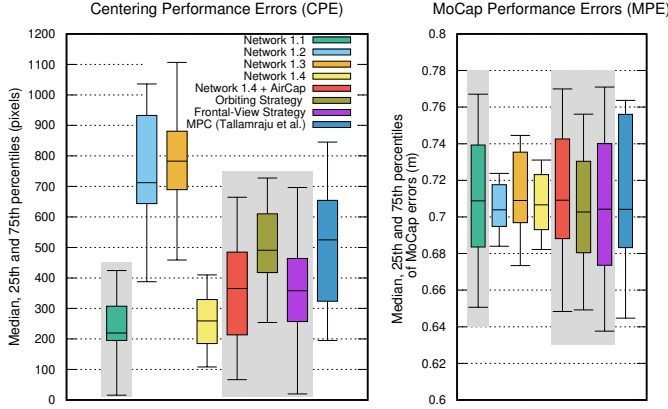 Centering Performance Errors (CPE)
Median, 25th and 75th percentiles (pixels)
1200
1100
1000
900
800
700
600
500
400
300
200
100
0
Network 1.1
Network 1.2
Network 1.3
Network 1.4
Network 1.4 + AirCap
Orbiting Strategy
Frontal-View Strategy
MPC (Tallamraju et al.)
MoCap Performance Errors (MPE)
Median, 25th and 75th percentiles
of MoCap errors (m)
0.8
0.78
0.76
0.74
0.72
0.7
0.68
0.66
0.64
0.62
0.6